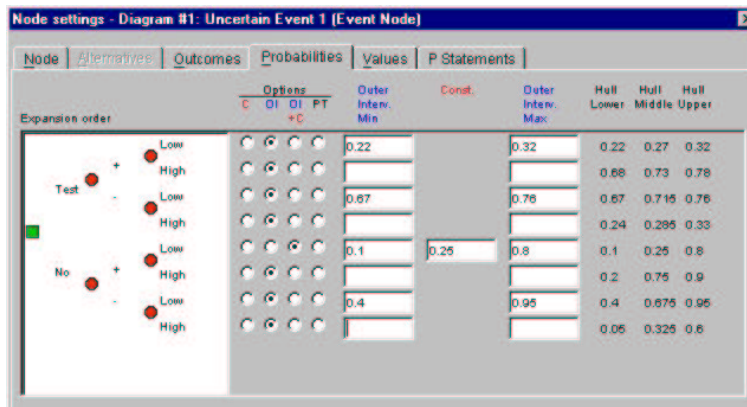 Node settings - Diagram #1: Uncertain Event 1 (Event Node)
Node Alternatives Outcomes Probabilities Values P Statements
Options Outer Const. Outer Hull Hull Hull
C OI OI PT Interv. Interv. Lower Middle Upper
Expansion order +C Min Max
Low 0.22 0.32 0.22 0.27 0.32
+
High 0.68 0.73 0.78
Test
- Low 0.67 0.76 0.67 0.715 0.76
High 0.24 0.285 0.33
Low 0.1 0.25 0.8 0.1 0.25 0.8
No + High 0.2 0.75 0.9
- Low 0.4 0.95 0.4 0.675 0.95
High 0.05 0.325 0.6